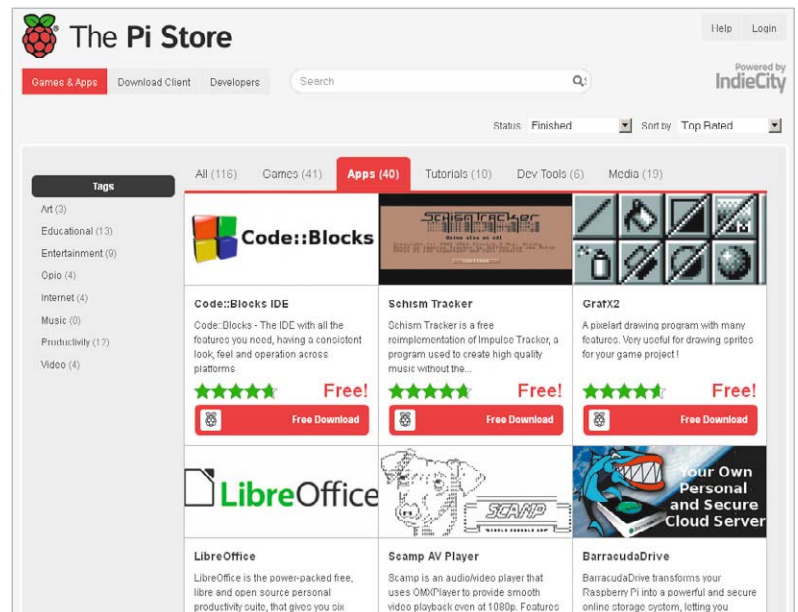 The Pi Store
Help Login
Games & Apps Download Client Developers Search
Powered by
IndieCity
Status Finished Sort by Top Rated
Tags
Art (3)
Educational (13)
Entertainment (9)
Gpio (4)
Internet (4)
Music (8)
Productivity (12)
Video (4)
All (116) Games (41) Apps (40) Tutorials (10) Dev Tools (6) Media (19)
Code::Blocks
Schism Tracker
Code::Blocks IDE
Code::Blocks - The IDE with all the
features you need, having a consistent
look, feel and operation across
platforms
Free!
Free Download
Schism Tracker
Schism Tracker is a free
reimplementation of Impulse Tracker, a
program used to create high quality
music without the...
Free!
Free Download
GrafX2
A pixelart drawing program with many
features. Very useful for drawing sprites
for your game project !
Free!
Free Download
LibreOffice
SCAMP
Your Own
Personal
and Secure
Cloud Server
LibreOffice
LibreOffice is the power-packed free,
libre and open source personal
productivity suite, that gives you six
Scamp AV Player
Scamp is an audio/video player that
uses OMXPlayer to provide smooth
video playback even at 1080p. Features
BarracudaDrive
BarracudaDrive transforms your
Raspberry Pi into a powerful and secure
online storage system, letting you